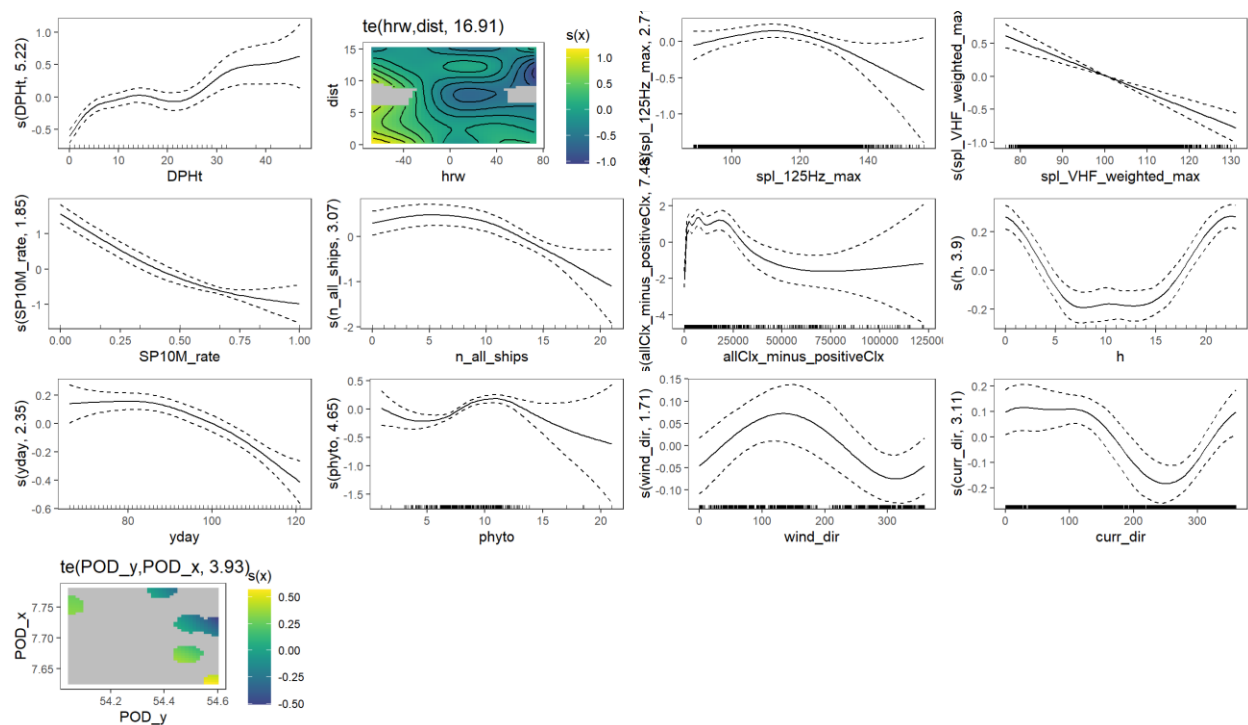 s(DPHt, 5.22)
1.0
0.5
0.0
-0.5
0 10 20 30 40
DPHt
te(hrw,dist, 16.91)
dist
15
10
5
0
-40 0 40
hrw
s(x)
1.0
0.5
0.0
-0.5
-1.0
s(spl_125Hz_max, 2.7
0.0
-0.5
-1.0
100 120 140
spl_125Hz_max
s(spl_VHF_weighted_max
0.5
0.0
-0.5
-1.0
80 90 100 110 120 130
spl_VHF_weighted_max
s(SP10M_rate, 1.85)
1
0
-1
0.00 0.25 0.50 0.75 1.00
SP10M_rate
s(n_all_ships, 3.07)
0
-1
-2
0 5 10 15 20
n_all_ships
s(allClx_minus_positiveClx, 7.48)
2
0
-2
-4
0 25000 50000 75000 100000 125000
allClx_minus_positiveClx
s(h, 3.9)
0.2
0.0
-0.2
0 5 10 15 20
h
s(yday, 2.35)
0.2
0.0
-0.2
-0.4
-0.6
80 100 120
yday
s(phyto, 4.65)
0.5
0.0
-0.5
-1.0
-1.5
5 10 15 20
phyto
s(wind_dir, 1.71)
0.15
0.10
0.05
0.00
-0.05
-0.10
0 100 200 300
wind_dir
s(curr_dir, 3.11)
0.2
0.1
0.0
-0.1
-0.2
0 100 200 300
curr_dir
te(POD_y,POD_x, 3.93)
POD_x
7.75
7.70
7.65
54.2 54.4 54.6
POD_y
s(x)
0.50
0.25
0.00
-0.25
-0.50